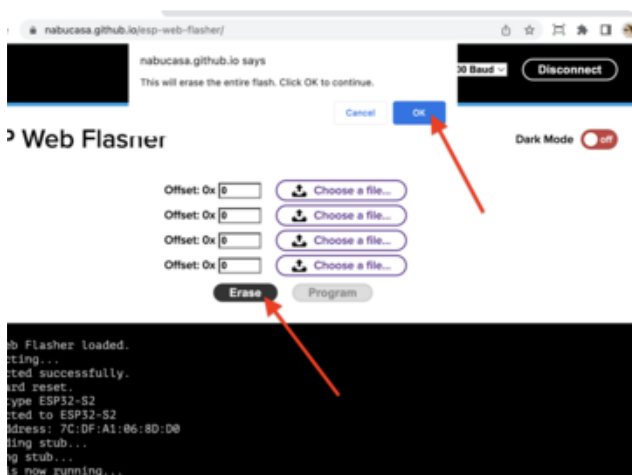 nabucasa.github.io/esp-web-flasher/
nabucasa.github.io says
This will erase the entire flash. Click OK to continue.
Cancel
OK
00 Baud
Disconnect
P Web Flasher
Dark Mode
off
Offset: 0x 0
Choose a file...
Offset: 0x 0
Choose a file...
Offset: 0x 0
Choose a file...
Offset: 0x 0
Choose a file...
Erase
Program
eb Flasher loaded.
cting...
cted successfully.
ard reset.
type ESP32-S2
cted to ESP32-S2
ddress: 7C:DF:A1:06:8D:D0
ding stub...
ng stub...
is now running...